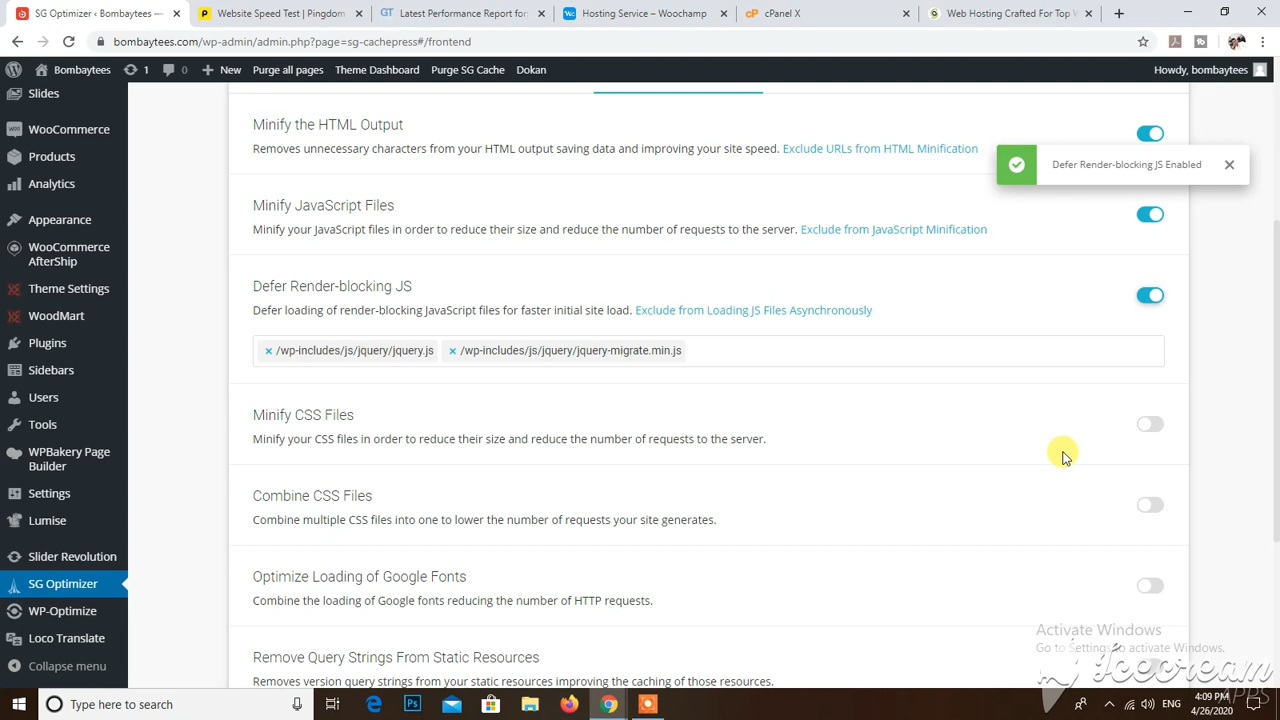 SG Optimizer ‹ Bombaytees — 
Website Speed Test | Pingdom
GT Latest Performance Report for
Wc Hosting Service – Woochamp
cP cPanel X
Web Hosting Crafted For Top W
bombaytees.com/wp-admin/admin.php?page=sg-cachepress#/frontend
Bombaytees 1 0 New Purge all pages Theme Dashboard Purge SG Cache Dokan Howdy, bombaytees
Slides
WooCommerce
Products
Analytics
Appearance
WooCommerce
AfterShip
Theme Settings
WoodMart
Plugins
Sidebars
Users
Tools
WPBakery Page
Builder
Settings
Lumise
Slider Revolution
SG Optimizer
WP-Optimize
Loco Translate
Collapse menu
Minify the HTML Output
Removes unnecessary characters from your HTML output saving data and improving your site speed. Exclude URLs from HTML Minification
Defer Render-blocking JS Enabled
Minify JavaScript Files
Minify your JavaScript files in order to reduce their size and reduce the number of requests to the server. Exclude from JavaScript Minification
Defer Render-blocking JS
Defer loading of render-blocking JavaScript files for faster initial site load. Exclude from Loading JS Files Asynchronously
× /wp-includes/js/jquery/jquery.js × /wp-includes/js/jquery/jquery-migrate.min.js
Minify CSS Files
Minify your CSS files in order to reduce their size and reduce the number of requests to the server.
Combine CSS Files
Combine multiple CSS files into one to lower the number of requests your site generates.
Optimize Loading of Google Fonts
Combine the loading of Google fonts reducing the number of HTTP requests.
Remove Query Strings From Static Resources
Removes version query strings from your static resources improving the caching of those resources.
Activate Windows
Go to Settings to activate Windows.
Icecream
APPS
Type here to search
ENG
4:09 PM
4/26/2020